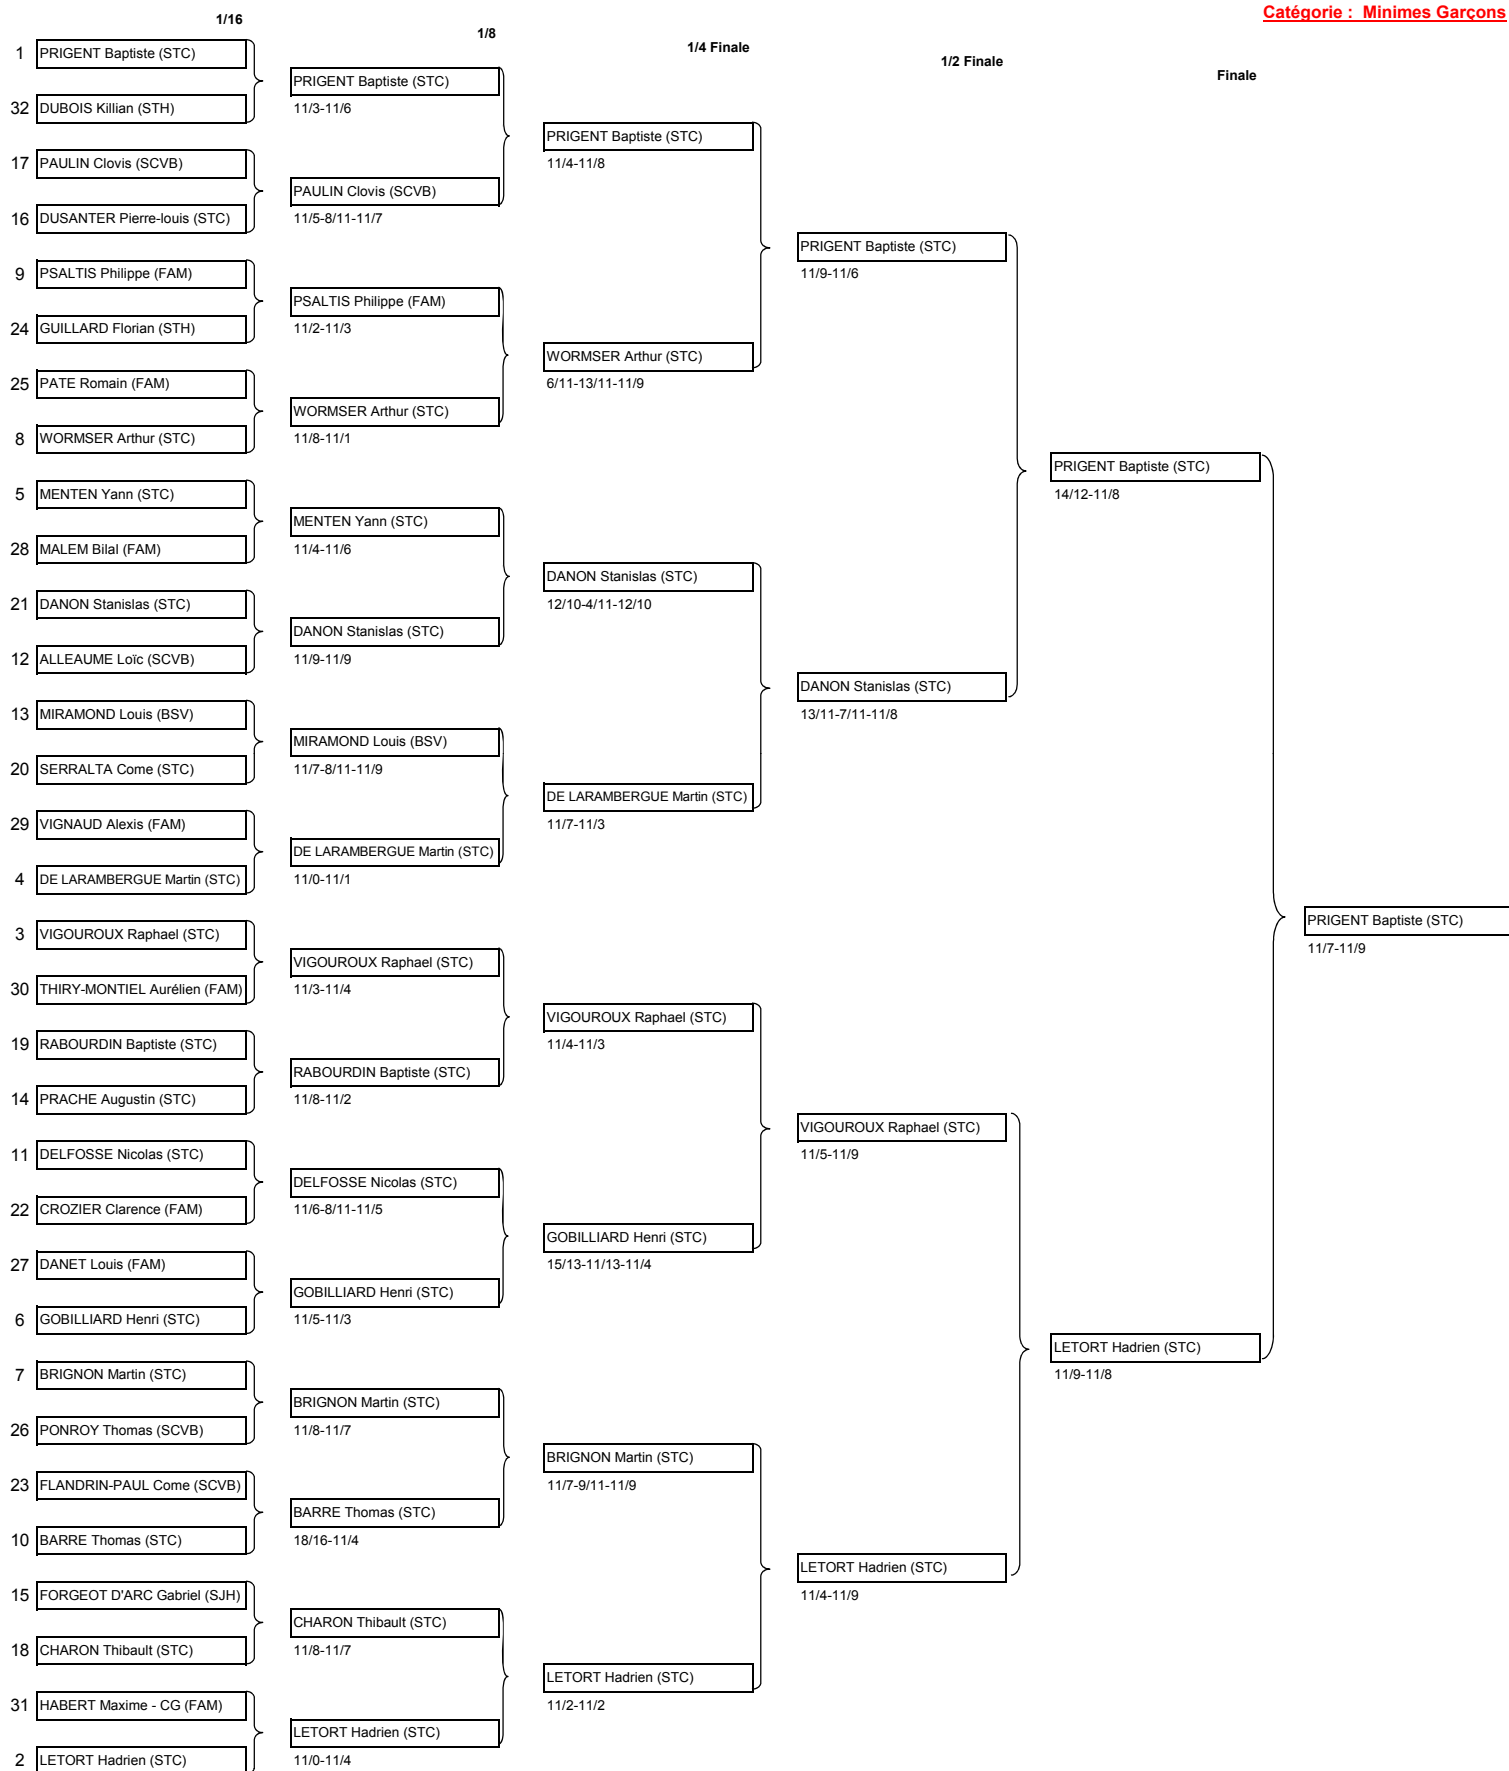 Catégorie :  Minimes Garçons
1/16
1/8
1/4 Finale
1/2 Finale
Finale
1 PRIGENT Baptiste (STC)
32 DUBOIS Killian (STH)
17 PAULIN Clovis (SCVB)
16 DUSANTER Pierre-louis (STC)
9 PSALTIS Philippe (FAM)
24 GUILLARD Florian (STH)
25 PATE Romain (FAM)
8 WORMSER Arthur (STC)
5 MENTEN Yann (STC)
28 MALEM Bilal (FAM)
21 DANON Stanislas (STC)
12 ALLEAUME Loïc (SCVB)
13 MIRAMOND Louis (BSV)
20 SERRALTA Come (STC)
29 VIGNAUD Alexis (FAM)
4 DE LARAMBERGUE Martin (STC)
3 VIGOUROUX Raphael (STC)
30 THIRY-MONTIEL Aurélien (FAM)
19 RABOURDIN Baptiste (STC)
14 PRACHE Augustin (STC)
11 DELFOSSE Nicolas (STC)
22 CROZIER Clarence (FAM)
27 DANET Louis (FAM)
6 GOBILLIARD Henri (STC)
7 BRIGNON Martin (STC)
26 PONROY Thomas (SCVB)
23 FLANDRIN-PAUL Come (SCVB)
10 BARRE Thomas (STC)
15 FORGEOT D'ARC Gabriel (SJH)
18 CHARON Thibault (STC)
31 HABERT Maxime - CG (FAM)
2 LETORT Hadrien (STC)
PRIGENT Baptiste (STC)
11/3-11/6
PAULIN Clovis (SCVB)
11/5-8/11-11/7
PSALTIS Philippe (FAM)
11/2-11/3
WORMSER Arthur (STC)
11/8-11/1
MENTEN Yann (STC)
11/4-11/6
DANON Stanislas (STC)
11/9-11/9
MIRAMOND Louis (BSV)
11/7-8/11-11/9
DE LARAMBERGUE Martin (STC)
11/0-11/1
VIGOUROUX Raphael (STC)
11/3-11/4
RABOURDIN Baptiste (STC)
11/8-11/2
DELFOSSE Nicolas (STC)
11/6-8/11-11/5
GOBILLIARD Henri (STC)
11/5-11/3
BRIGNON Martin (STC)
11/8-11/7
BARRE Thomas (STC)
18/16-11/4
CHARON Thibault (STC)
11/8-11/7
LETORT Hadrien (STC)
11/0-11/4
PRIGENT Baptiste (STC)
11/4-11/8
WORMSER Arthur (STC)
6/11-13/11-11/9
DANON Stanislas (STC)
12/10-4/11-12/10
DE LARAMBERGUE Martin (STC)
11/7-11/3
VIGOUROUX Raphael (STC)
11/4-11/3
GOBILLIARD Henri (STC)
15/13-11/13-11/4
BRIGNON Martin (STC)
11/7-9/11-11/9
LETORT Hadrien (STC)
11/2-11/2
PRIGENT Baptiste (STC)
11/9-11/6
DANON Stanislas (STC)
13/11-7/11-11/8
VIGOUROUX Raphael (STC)
11/5-11/9
LETORT Hadrien (STC)
11/4-11/9
PRIGENT Baptiste (STC)
14/12-11/8
LETORT Hadrien (STC)
11/9-11/8
PRIGENT Baptiste (STC)
11/7-11/9